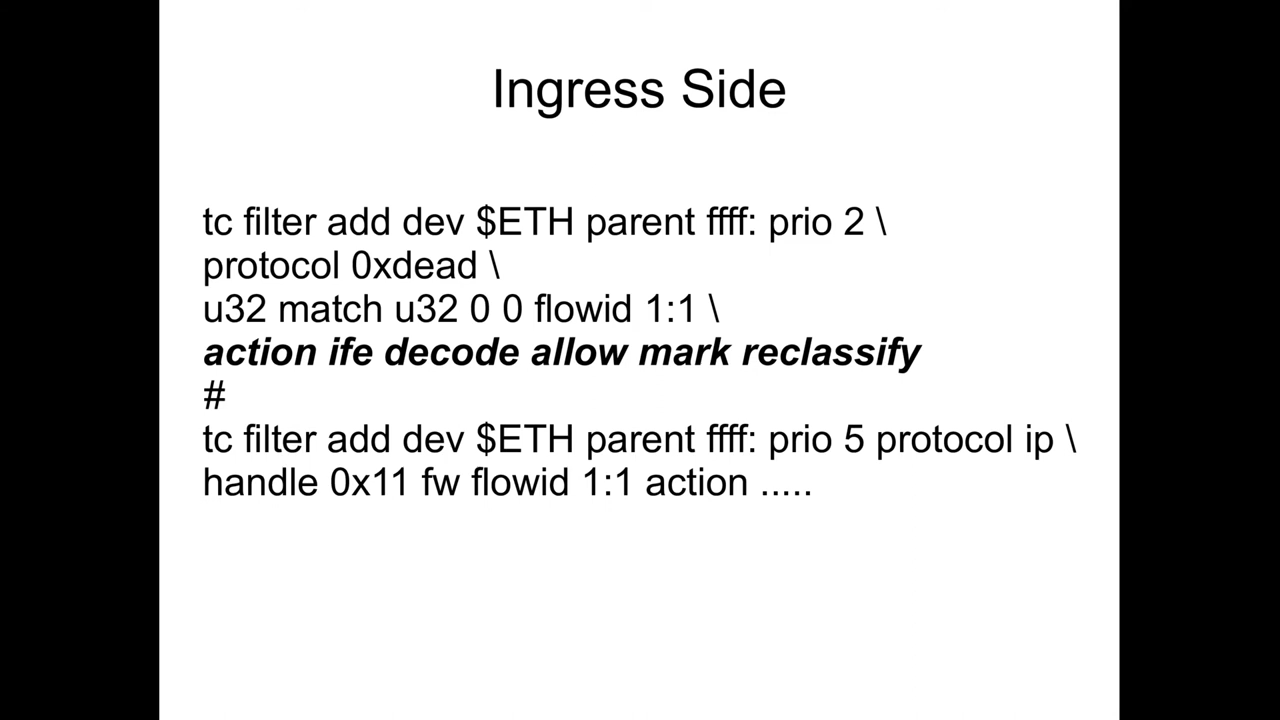 Ingress Side
tc filter add dev $ETH parent ffff: prio 2 \
protocol 0xdead \
u32 match u32 0 0 flowid 1:1 \
action ife decode allow mark reclassify
#
tc filter add dev $ETH parent ffff: prio 5 protocol ip \
handle 0x11 fw flowid 1:1 action .....